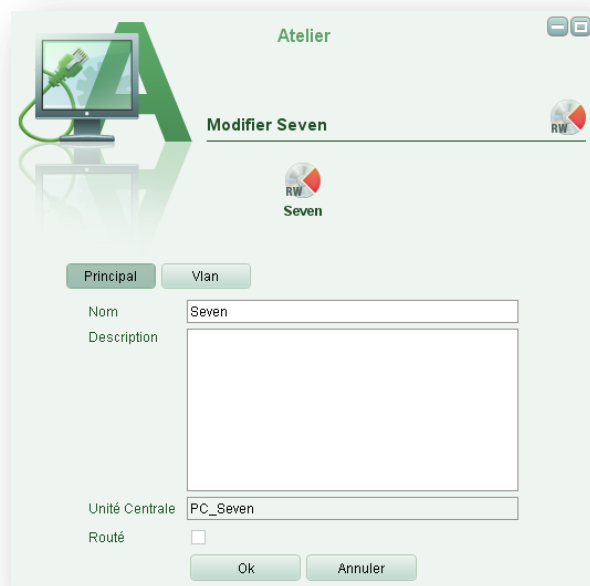 Atelier
Modifier Seven
RW
RW
Seven
Principal Vlan
Nom Seven
Description
Unité Centrale PC_Seven
Routé
Ok Annuler